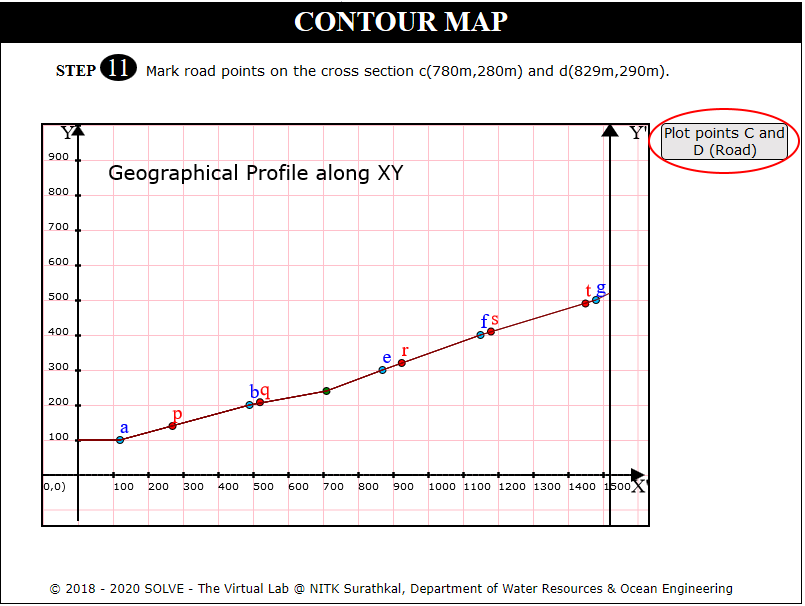 CONTOUR MAP
STEP 11 Mark road points on the cross section c(780m,280m) and d(829m,290m).
Y Y'
Plot points C and
D (Road)
Geographical Profile along XY
900
800
700
600
500
400
300
200
100
a p b q e r f s t g
0,0) 100 200 300 400 500 600 700 800 900 1000 1100 1200 1300 1400 1500 X'
© 2018 - 2020 SOLVE - The Virtual Lab @ NITK Surathkal, Department of Water Resources & Ocean Engineering